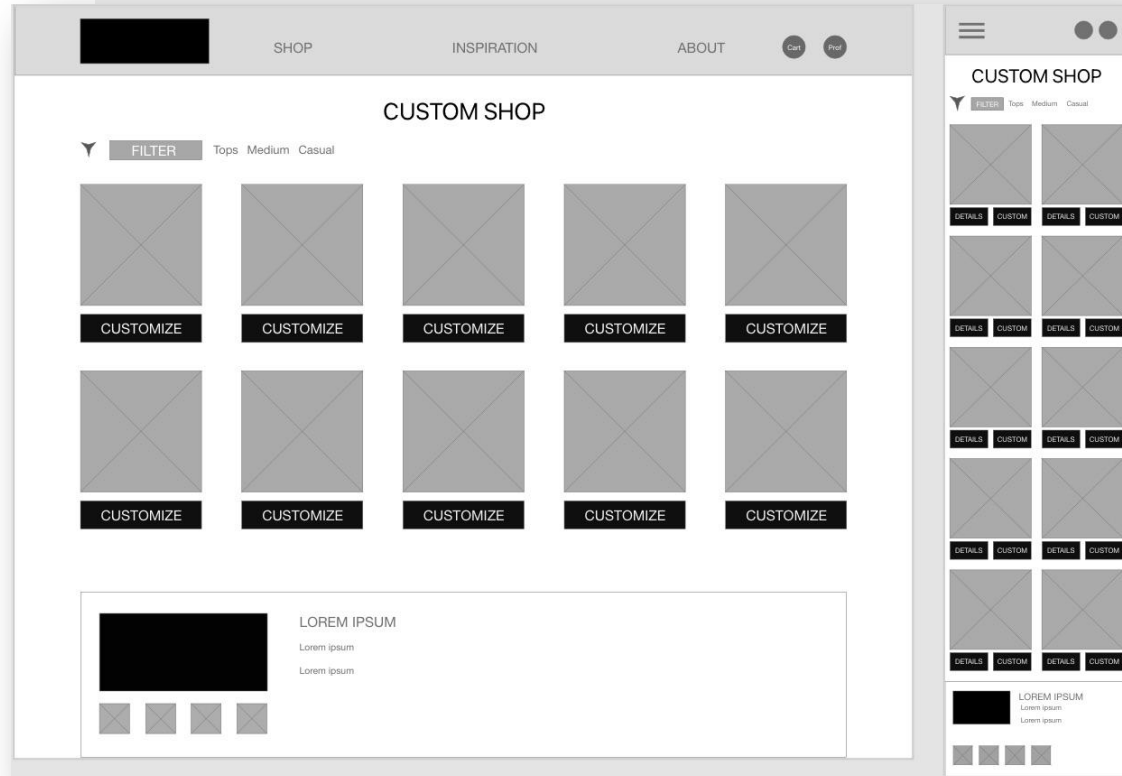 SHOP INSPIRATION ABOUT Cart Prof
CUSTOM SHOP
FILTER Tops Medium Casual
CUSTOMIZE CUSTOMIZE CUSTOMIZE CUSTOMIZE CUSTOMIZE
CUSTOMIZE CUSTOMIZE CUSTOMIZE CUSTOMIZE CUSTOMIZE
LOREM IPSUM
Lorem ipsum
Lorem ipsum
CUSTOM SHOP
FILTER Tops Medium Casual
DETAILS CUSTOM DETAILS CUSTOM
DETAILS CUSTOM DETAILS CUSTOM
DETAILS CUSTOM DETAILS CUSTOM
DETAILS CUSTOM DETAILS CUSTOM
DETAILS CUSTOM DETAILS CUSTOM
LOREM IPSUM
Lorem ipsum
Lorem ipsum